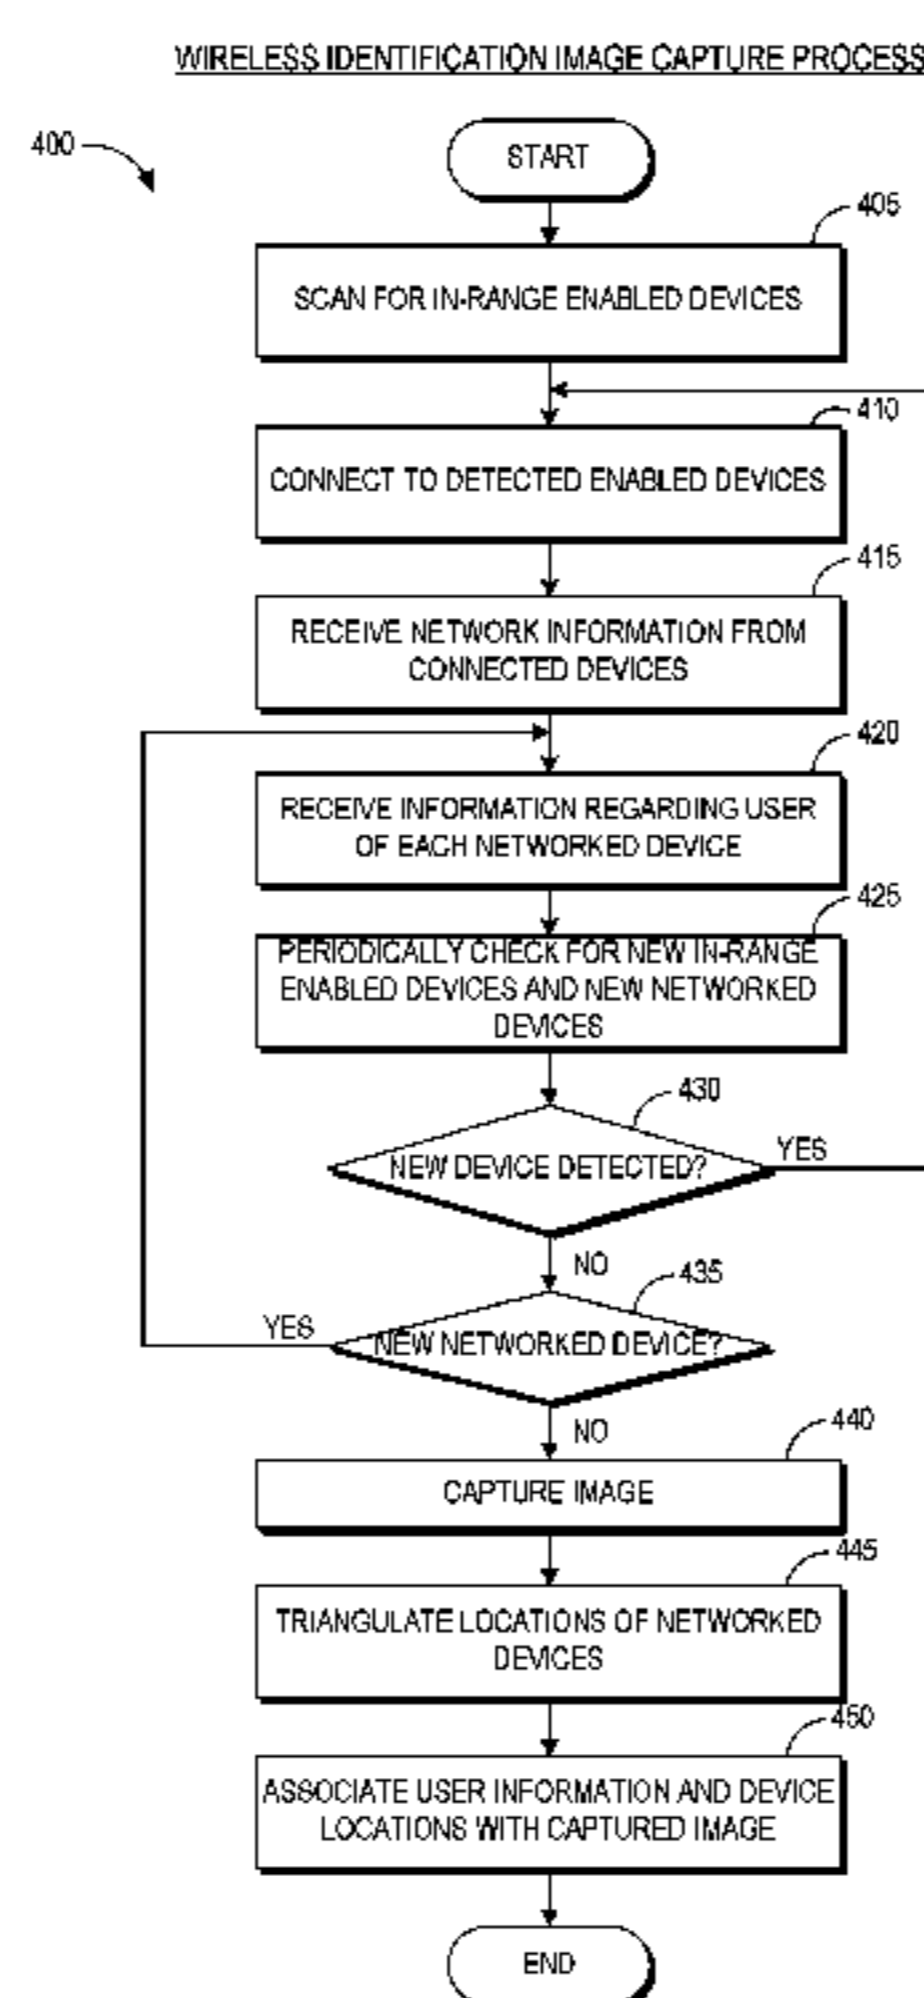 WIRELESS IDENTIFICATION IMAGE CAPTURE PROCESS
400
START
405
SCAN FOR IN-RANGE ENABLED DEVICES
410
CONNECT TO DETECTED ENABLED DEVICES
415
RECEIVE NETWORK INFORMATION FROM
CONNECTED DEVICES
420
RECEIVE INFORMATION REGARDING USER
OF EACH NETWORKED DEVICE
425
PERIODICALLY CHECK FOR NEW IN-RANGE
ENABLED DEVICES AND NEW NETWORKED
DEVICES
430
NEW DEVICE DETECTED?
YES
NO
435
NEW NETWORKED DEVICE?
YES
NO
440
CAPTURE IMAGE
445
TRIANGULATE LOCATIONS OF NETWORKED
DEVICES
450
ASSOCIATE USER INFORMATION AND DEVICE
LOCATIONS WITH CAPTURED IMAGE
END